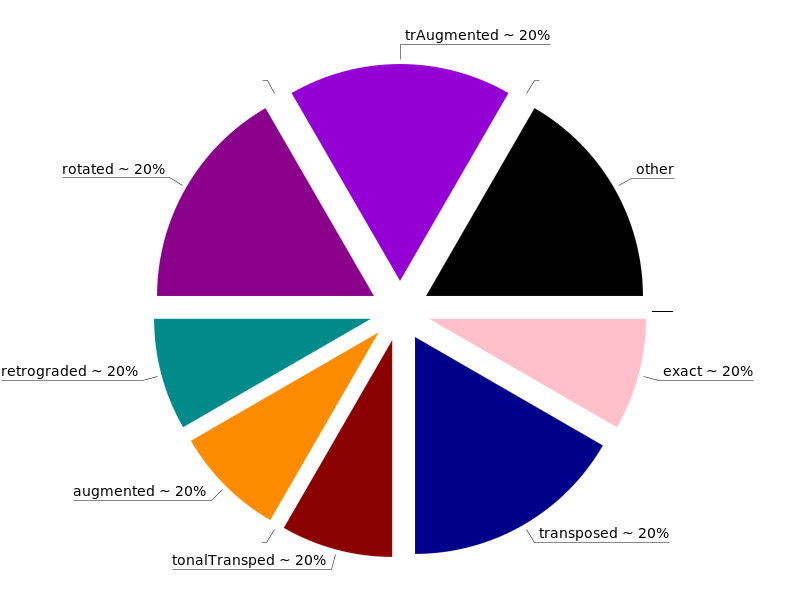 trAugmented ~ 20%
rotated ~ 20%
other
retrograded ~ 20%
exact ~ 20%
augmented ~ 20%
transposed ~ 20%
tonalTransped ~ 20%